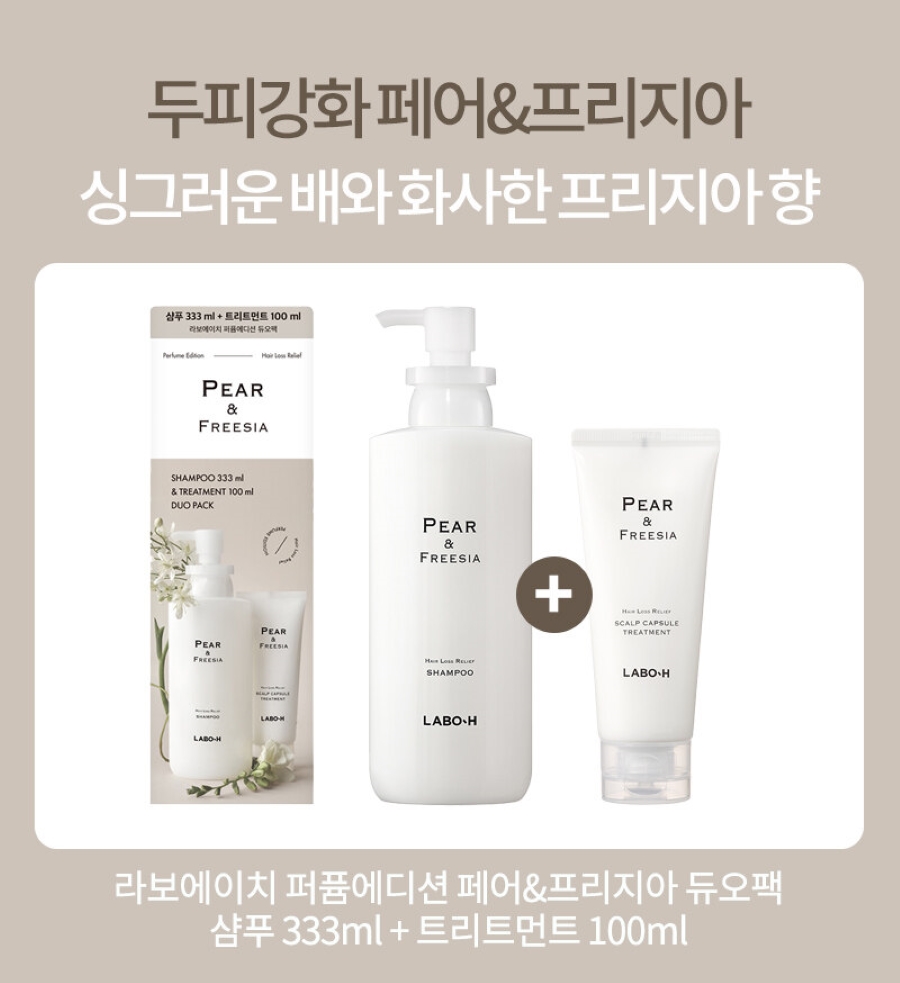 두피강화 페어&프리지아
싱그러운 배와 화사한 프리지아 향
샴푸 333 ml + 트리트먼트 100 ml
라보에이치 퍼퓸에디션 듀오팩
Perfume Edition
Hair Loss Relief
PEAR
&
FREESIA
SHAMPOO 333 ml
& TREATMENT 100 ml
DUO PACK
PEAR
&
FREESIA
HAIR LOSS RELIEF
SHAMPOO
LABO-H
PEAR
&
FREESIA
HAIR LOSS RELIEF
SCALP CAPSULE
TREATMENT
LABO-H
PEAR
&
FREESIA
HAIR LOSS RELIEF
SHAMPOO
LABO-H
PEAR
&
FREESIA
HAIR LOSS RELIEF
SCALP CAPSULE
TREATMENT
LABO-H
라보에이치 퍼퓸에디션 페어&프리지아 듀오팩
샴푸 333ml + 트리트먼트 100ml